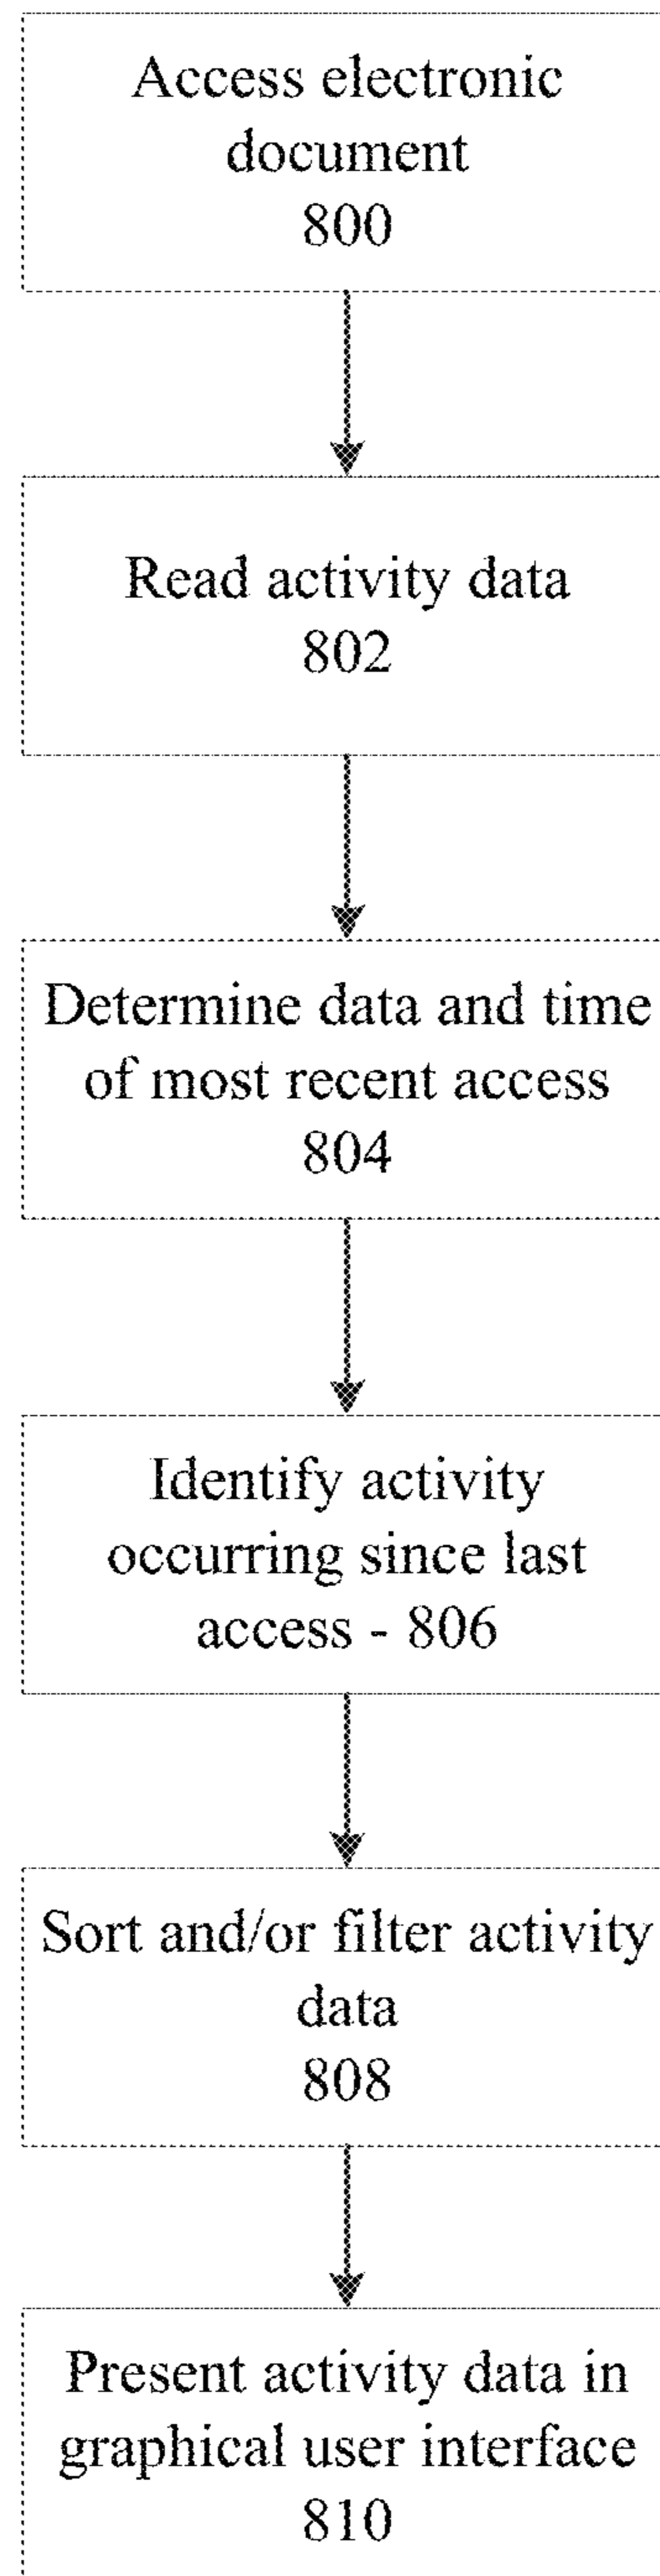 Access electronic
document
800
Read activity data
802
Determine data and time
of most recent access
804
Identify activity
occurring since last
access - 806
Sort and/or filter activity
data
808
Present activity data in
graphical user interface
810